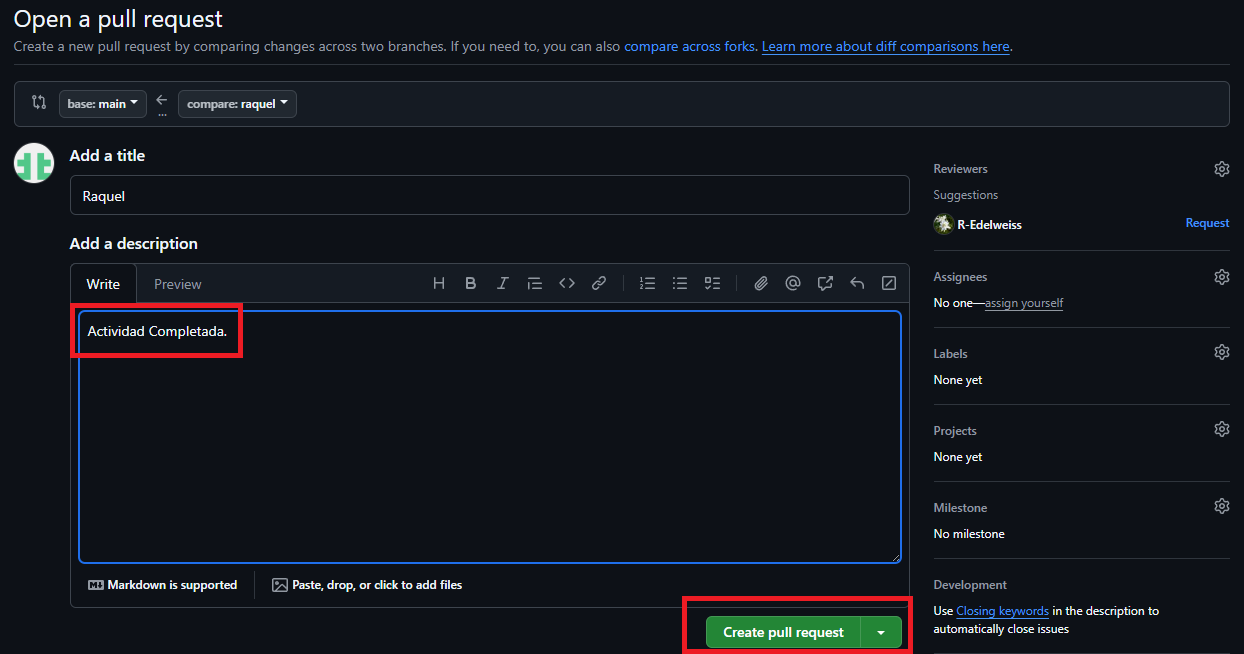 Open a pull request
Create a new pull request by comparing changes across two branches. If you need to, you can also compare across forks. Learn more about diff comparisons here.
base: main
compare: raquel
...
Add a title
Raquel
Add a description
Write
Preview
H B I
Actividad Completada.
Markdown is supported
Paste, drop, or click to add files
Create pull request
Reviewers
Suggestions
R-Edelweiss
Request
Assignees
No one—assign yourself
Labels
None yet
Projects
None yet
Milestone
No milestone
Development
Use Closing keywords in the description to
automatically close issues